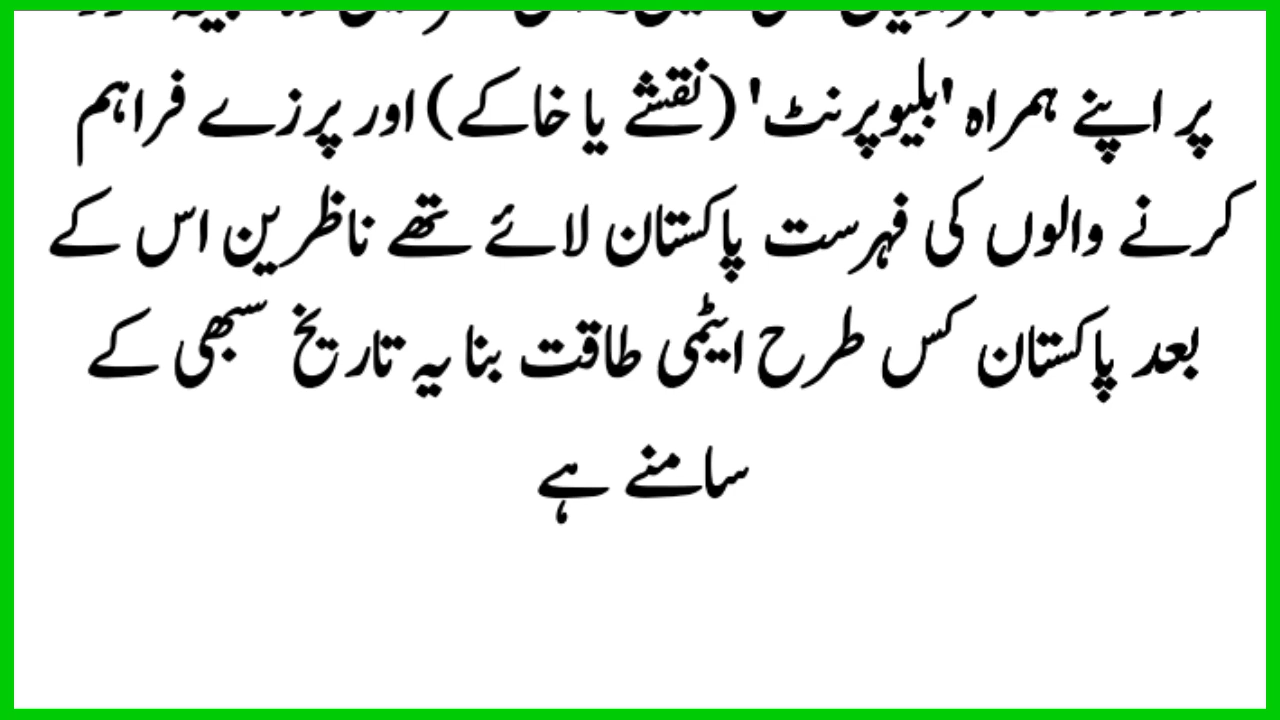 پر اپنے ہمراہ 'بلیوپرنٹ' (نقشے یا خاکے) اور پرزے فراہم
کرنے والوں کی فہرست پاکستان لائے تھے ناظرین اس کے
بعد پاکستان کس طرح ایٹمی طاقت بنا یہ تاریخ سبھی کے
سامنے ہے